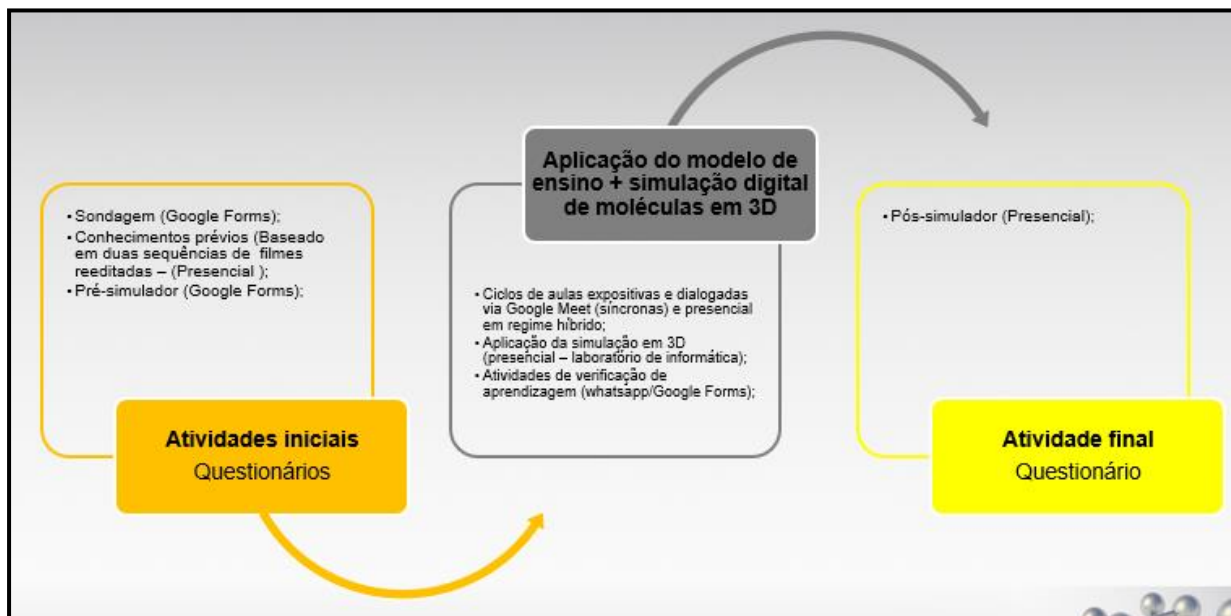 • Sondagem (Google Forms);
• Conhecimentos prévios (Baseado
em duas sequências de filmes
reeditadas – (Presencial );
• Pré-simulador (Google Forms);
Atividades iniciais
Questionários
Aplicação do modelo de
ensino + simulação digital
de moléculas em 3D
• Ciclos de aulas expositivas e dialogadas
via Google Meet (síncronas) e presencial
em regime híbrido;
• Aplicação da simulação em 3D
(presencial – laboratório de informática);
• Atividades de verificação de
aprendizagem (whatsapp/Google Forms);
• Pós-simulador (Presencial);
Atividade final
Questionário